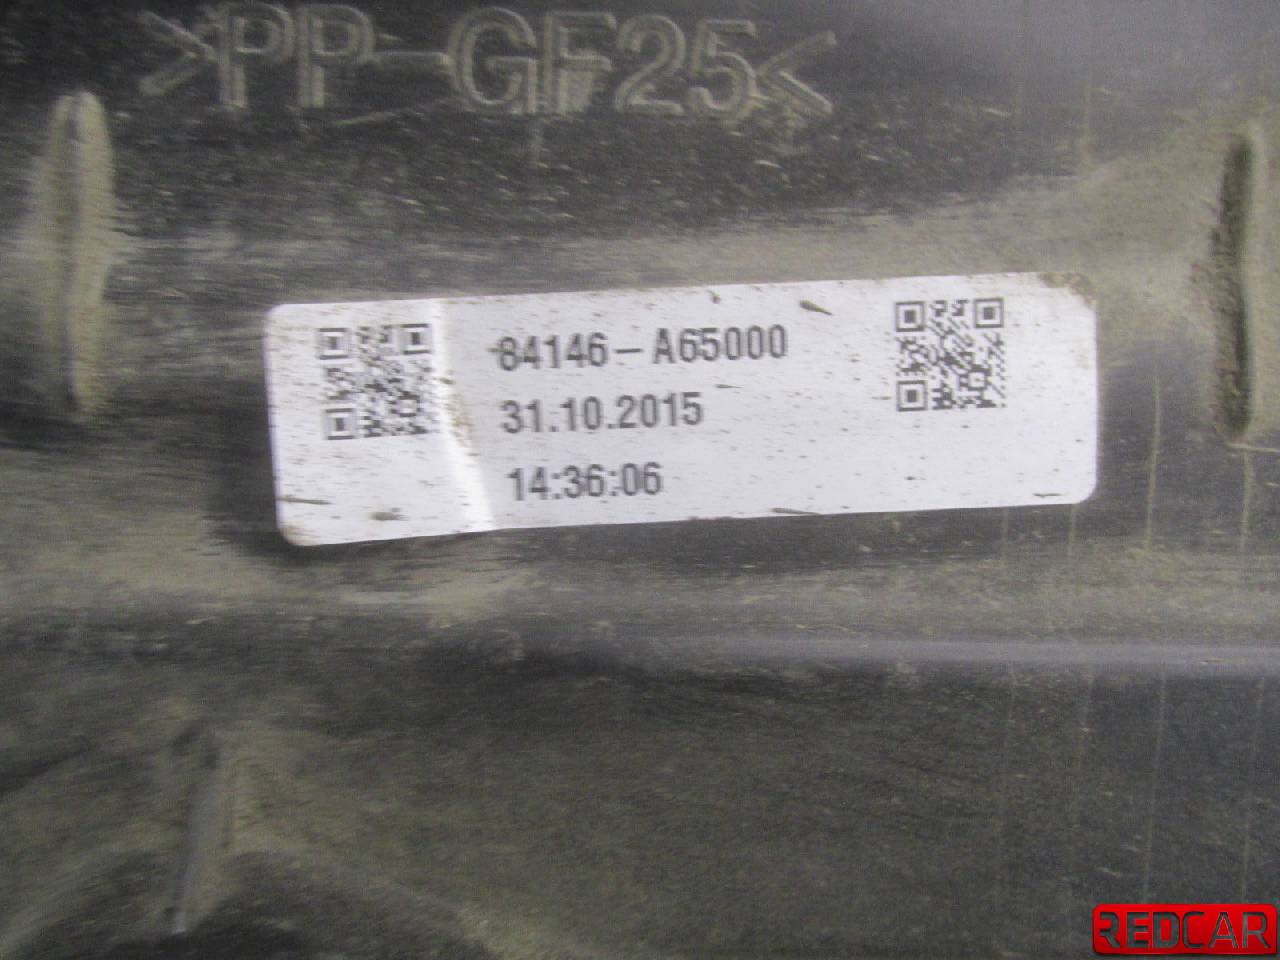 >PP-GF25<
84146-A65000
31.10.2015
14:36:06
REDCAR